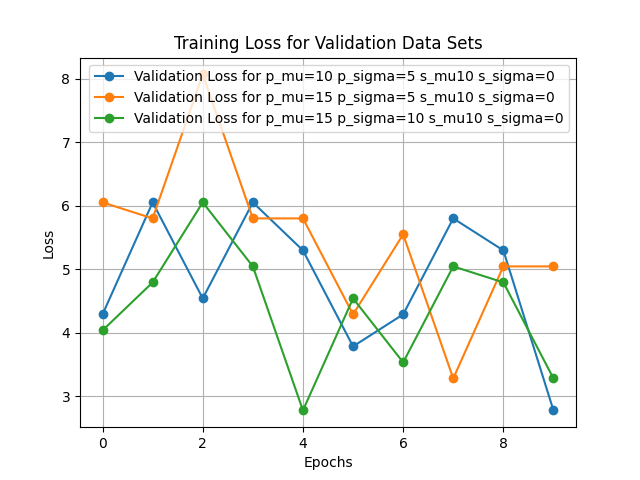 Training Loss for Validation Data Sets
Validation Loss for p_mu=10 p_sigma=5 s_mu10 s_sigma=0
Validation Loss for p_mu=15 p_sigma=5 s_mu10 s_sigma=0
Validation Loss for p_mu=15 p_sigma=10 s_mu10 s_sigma=0
8
7
6
5
4
3
Loss
0 2 4 6 8
Epochs